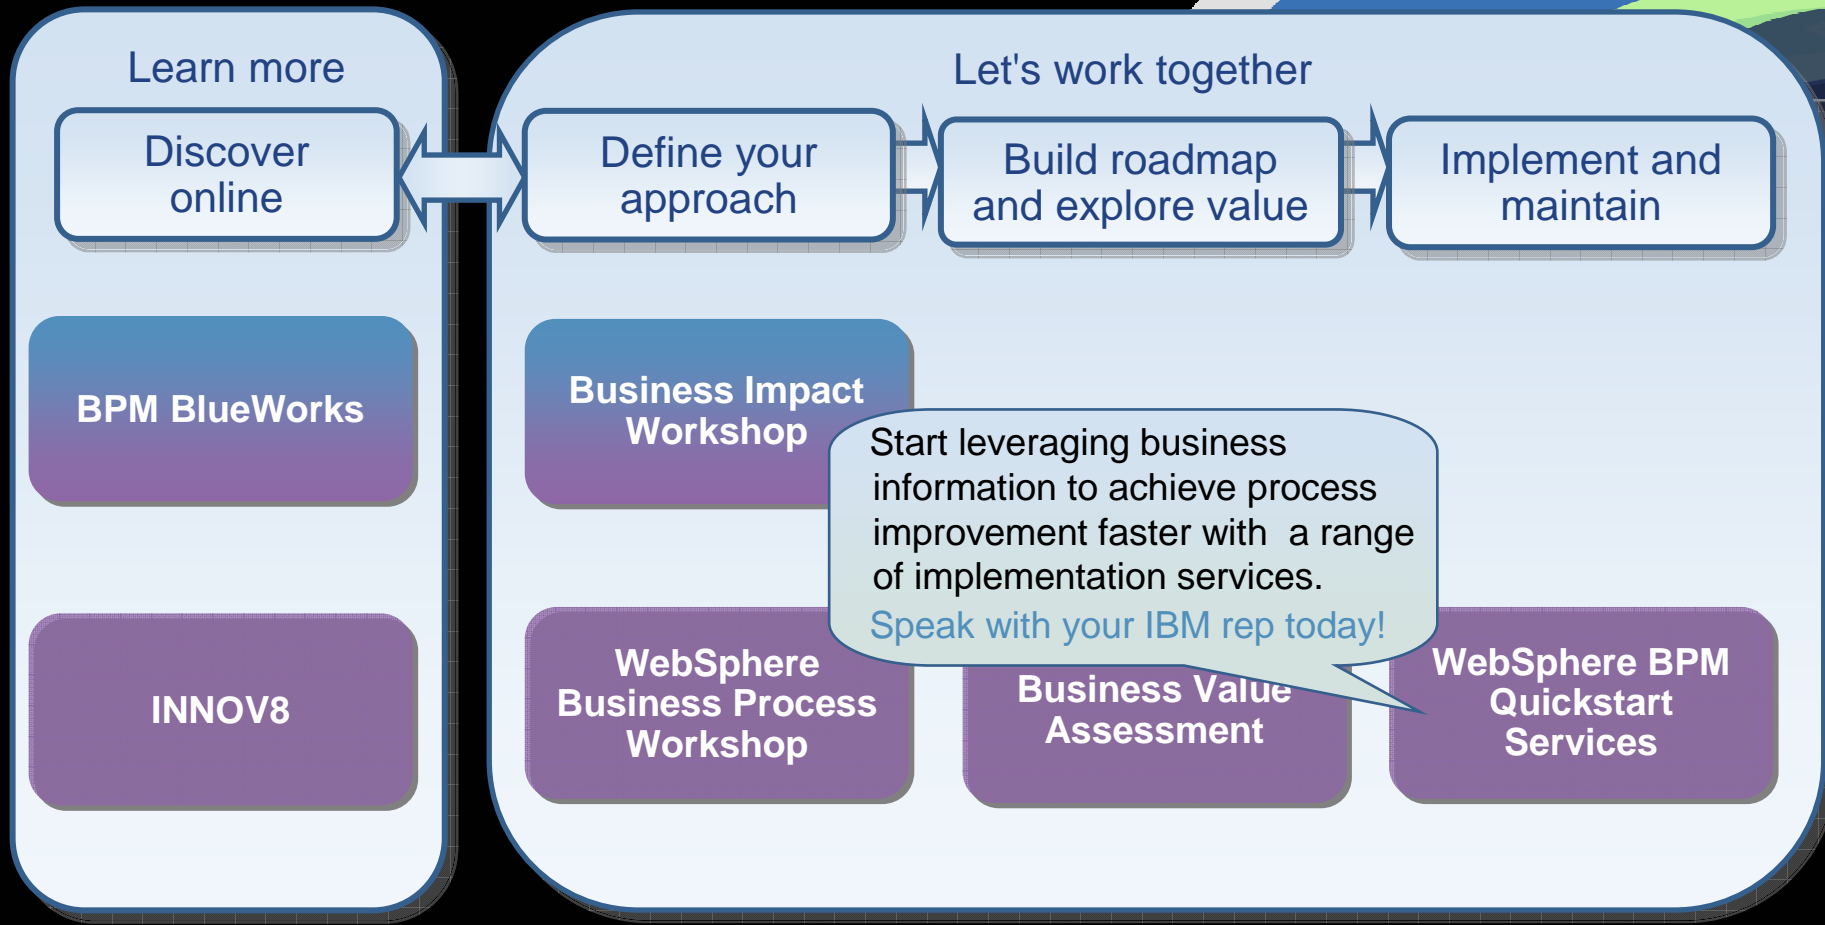 Learn more
Let's work together
Discover
online
Define your
approach
Build roadmap
and explore value
Implement and
maintain
BPM BlueWorks
Business Impact
Workshop
Start leveraging business
information to achieve process
improvement faster with  a range
of implementation services.
Speak with your IBM rep today!
INNOV8
WebSphere
Business Process
Workshop
Business Value
Assessment
WebSphere BPM
Quickstart
Services